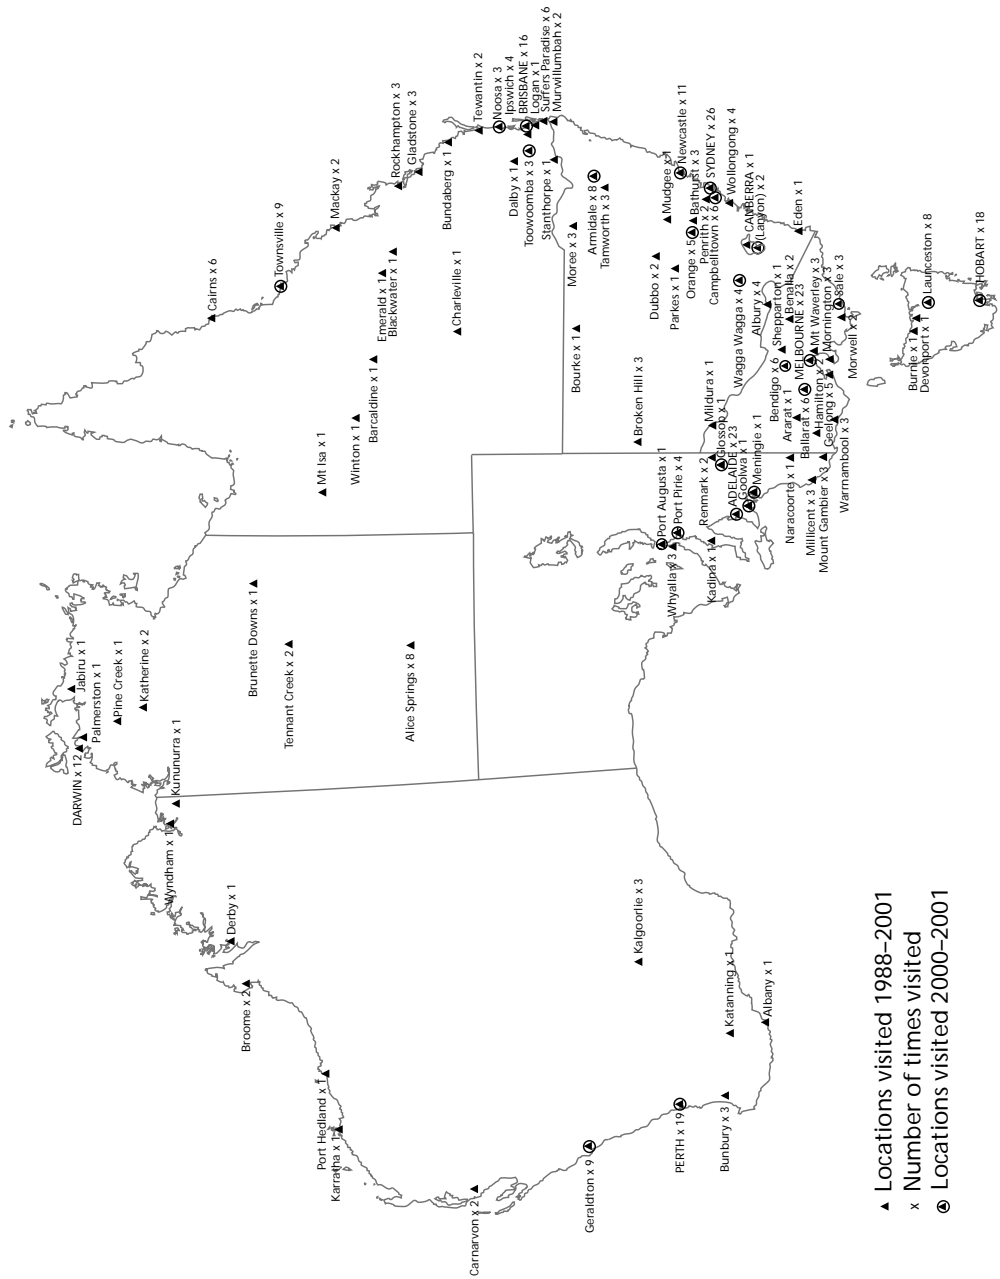 Cairns x 6
Townsville x 9
Mackay x 2
Rockhampton x 3
Gladstone x 3
Bundaberg x 1
Tewantin x 2
Noosa x 3
Ipswich x 4
BRISBANE x 16
Logan x 1
Surfers Paradise x 6
Murwillumbah x 2
Dalby x 1
Toowoomba x 3
Stanthorpe x 1
Emerald x 1
Blackwater x 1
Charleville x 1
Barcaldine x 1
Winton x 1
Mt Isa x 1
Moree x 3
Armidale x 8
Tamworth x 3
Bourke x 1
Broken Hill x 3
Dubbo x 2
Parkes x 1
Mudgee x 1
Newcastle x 11
Orange x 5
Bathurst x 3
Penrith x 2
SYDNEY x 26
Campbelltown x 6
Wollongong x 4
CANBERRA x 1
(Lanyon) x 2
Eden x 1
Wagga Wagga x 4
Albury x 4
Shepparton x 1
Benalla x 2
Bendigo x 6
MELBOURNE x 23
Mt Waverley x 3
Mornington x 3
Sale x 3
Morwell x 2
Mildura x 1
Ararat x 1
Ballarat x 6
Hamilton x 2
Geelong x 5
Warrnambool x 3
Burnie x 1
Devonport x 1
Launceston x 8
HOBART x 18
Port Augusta x 1
Port Pirie x 4
Whyalla x 3
Kadina x 1
Renmark x 2
Glossop x 1
ADELAIDE x 23
Goolwa x 1
Meningie x 1
Naracoorte x 1
Millicent x 3
Mount Gambier x 3
DARWIN x 12
Jabiru x 1
Palmerston x 1
Pine Creek x 1
Katherine x 2
Brunette Downs x 1
Tennant Creek x 2
Alice Springs x 8
Kununurra x 1
Wyndham x 1
Derby x 1
Broome x 2
Port Hedland x 1
Karratha x 1
Carnarvon x 2
Geraldton x 9
PERTH x 19
Bunbury x 3
Katanning x 1
Albany x 1
Kalgoorlie x 3
Locations visited 1988–2001
x Number of times visited
Locations visited 2000–2001